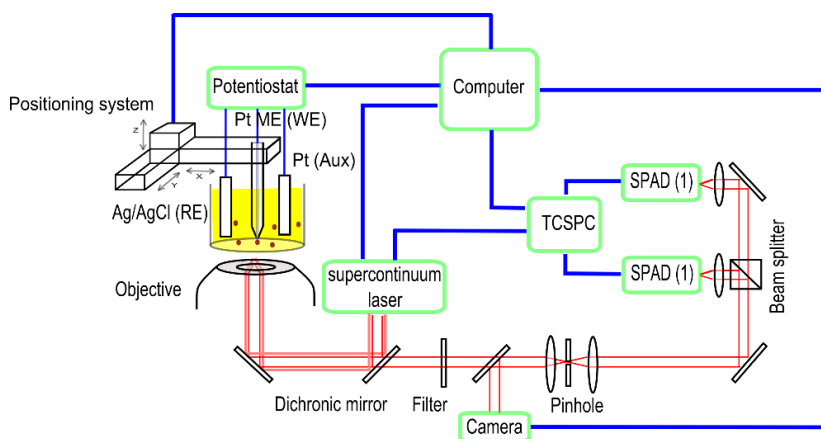 Computer
Potentiostat
Positioning system
Pt ME (WE)
Pt (Aux)
Z
X
Y
Ag/AgCl (RE)
SPAD (1)
TCSPC
SPAD (1)
Beam splitter
Objective
supercontinuum
laser
Dichronic mirror
Filter
Pinhole
Camera